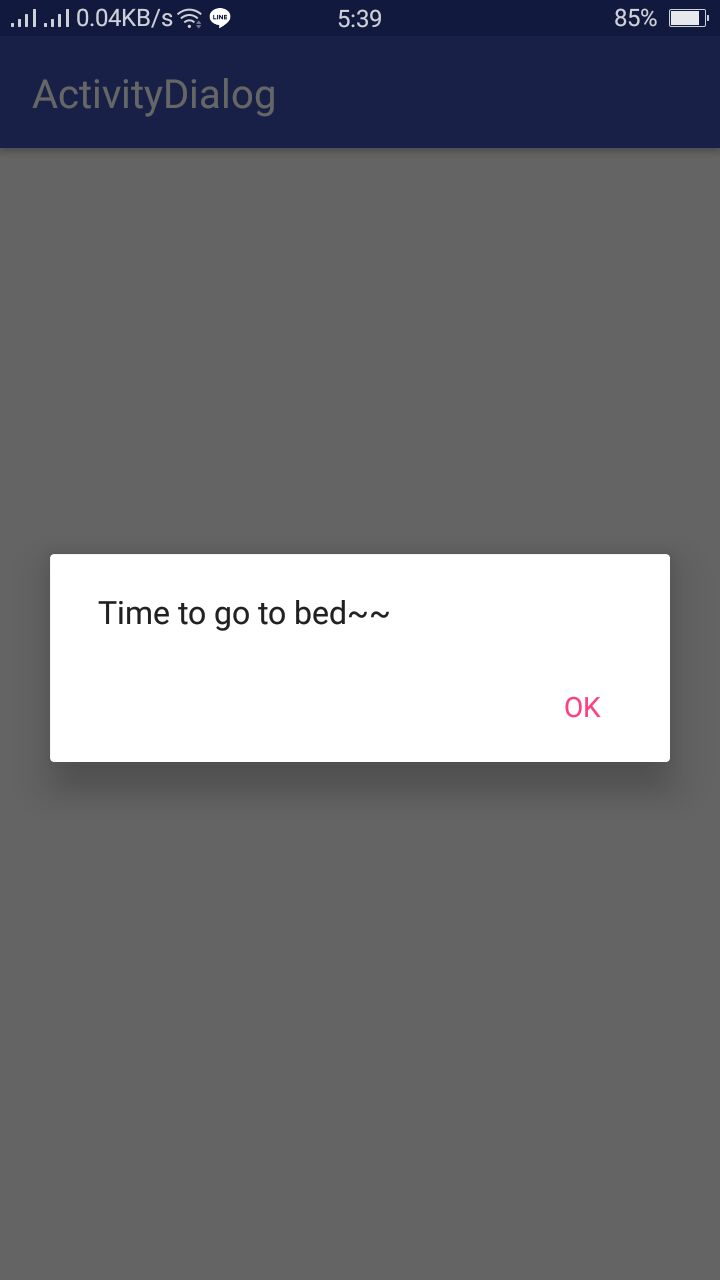 0.04KB/s LINE 5:39 85%
ActivityDialog
Time to go to bed~~
OK